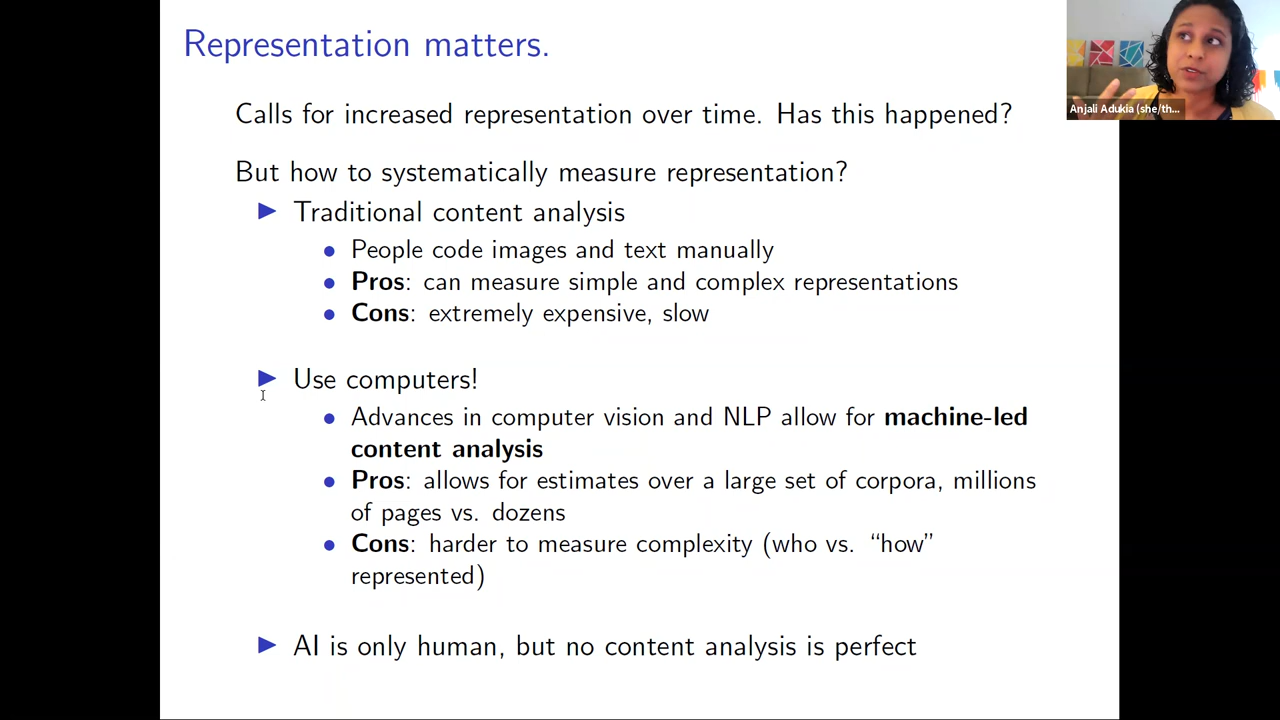 Representation matters.
Anjali Adukia (she/th...
Calls for increased representation over time. Has this happened?
But how to systematically measure representation?
▶ Traditional content analysis
• People code images and text manually
• Pros: can measure simple and complex representations
• Cons: extremely expensive, slow
▶ Use computers!
• Advances in computer vision and NLP allow for machine-led
content analysis
• Pros: allows for estimates over a large set of corpora, millions
of pages vs. dozens
• Cons: harder to measure complexity (who vs. “how”
represented)
▶ AI is only human, but no content analysis is perfect